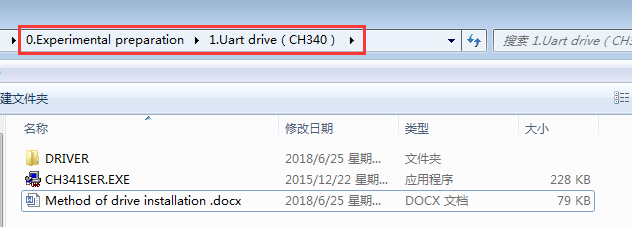 0.Experimental preparation 1.Uart drive ( CH340 ) 搜索 1.Uart drive ( CH3
建文件夹
名称 修改日期 类型 大小
DRIVER 2018/6/25 星期... 文件夹
CH341SER.EXE 2015/12/22 星期... 应用程序 228 KB
Method of drive installation .docx 2018/6/25 星期... DOCX 文档 79 KB